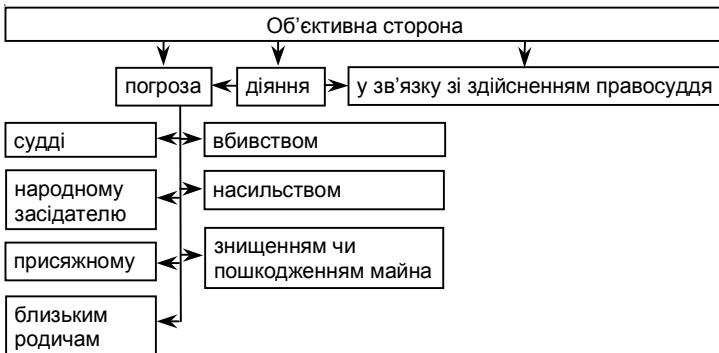 Об’єктивна сторона
погроза
діяння
у зв’язку зі здійсненням правосуддя
судді
вбивством
народному
засідателю
насильством
присяжному
знищенням чи
пошкодженням майна
близьким
родичам